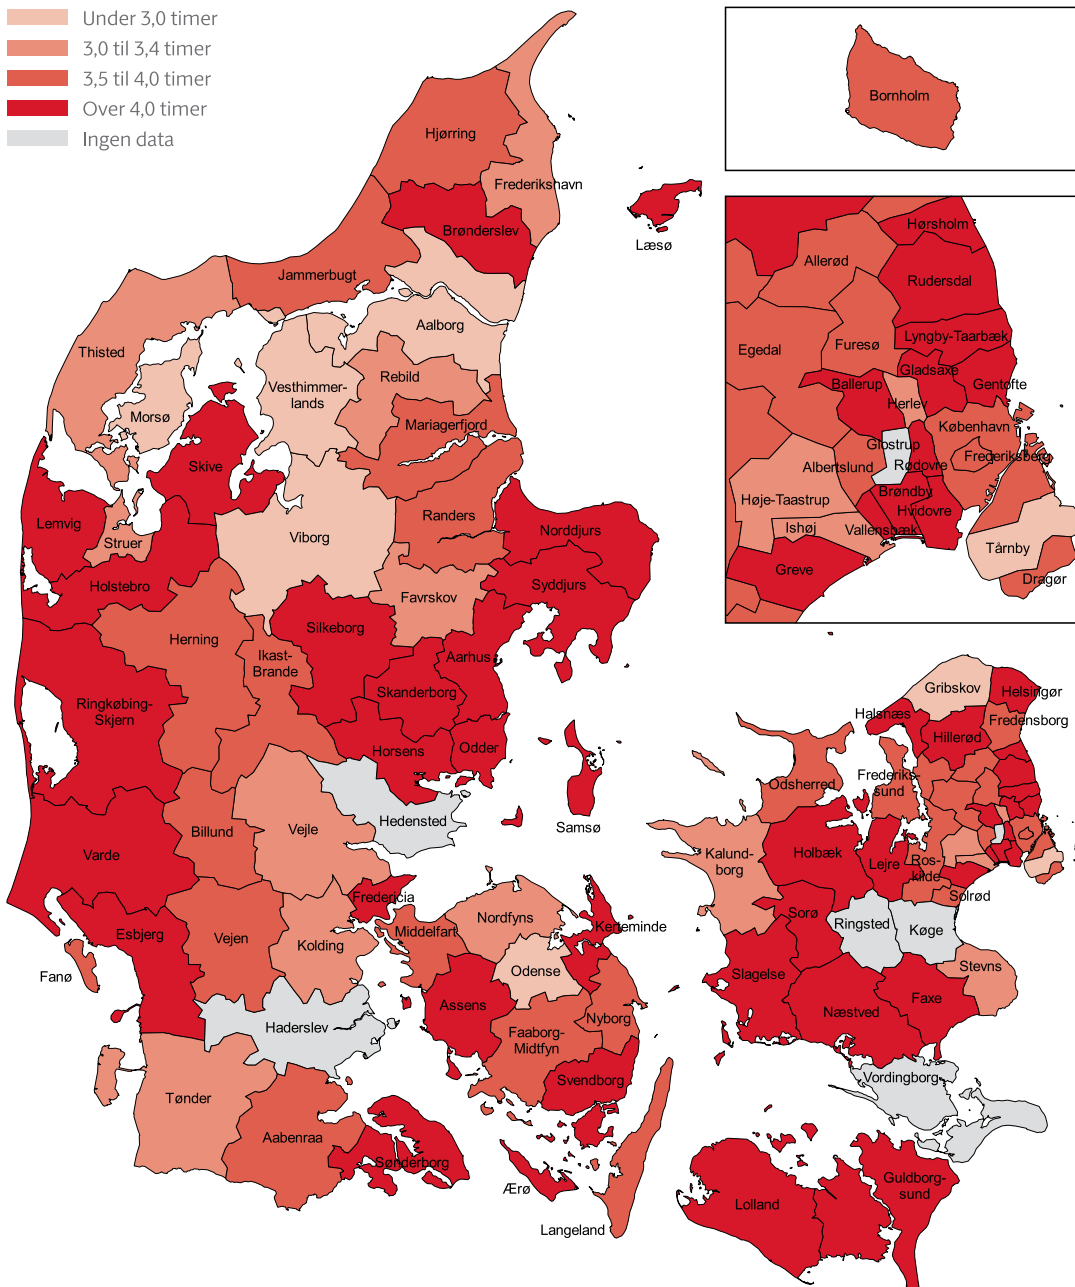 Under 3,0 timer
3,0 til 3,4 timer
3,5 til 4,0 timer
Over 4,0 timer
Ingen data
Hjørring
Frederikshavn
Brønderslev
Læsø
Jammerbugt
Aalborg
Thisted
Rebild
Vesthimmer-
lands
Morsø
Mariagerfjord
Skive
Lemvig
Struer
Viborg
Randers
Norddjurs
Holstebro
Syddjurs
Favrskov
Silkeborg
Herning
Ikast-
Brande
Aarhus
Skanderborg
Ringkøbing-
Skjern
Horsens
Odder
Hedensted
Samsø
Billund
Vejle
Varde
Fredericia
Esbjerg
Vejen
Kolding
Fanø
Haderslev
Tønder
Aabenraa
Sønderborg
Middelfart
Nordfyns
Kerteminde
Odense
Assens
Faaborg-
Midtfyn
Nyborg
Svendborg
Ærø
Langeland
Bornholm
Hørsholm
Allerød
Rudersdal
Egedal
Furesø
Lyngby-Taarbæk
Gladsaxe
Ballerup
Gentofte
Herlev
København
Glostrup
Frederiksberg
Albertslund
Rødovre
Høje-Taastrup
Brøndby
Hvidovre
Ishøj
Vallensbæk
Tårnby
Greve
Dragør
Gribskov
Helsingør
Halsnæs
Fredensborg
Hillerød
Odsherred
Frederiks-
sund
Kalund-
borg
Holbæk
Lejre
Ros-
kilde
Solrød
Sorø
Ringsted
Køge
Slagelse
Stevns
Næstved
Faxe
Vordingborg
Lolland
Guldborg-
sund